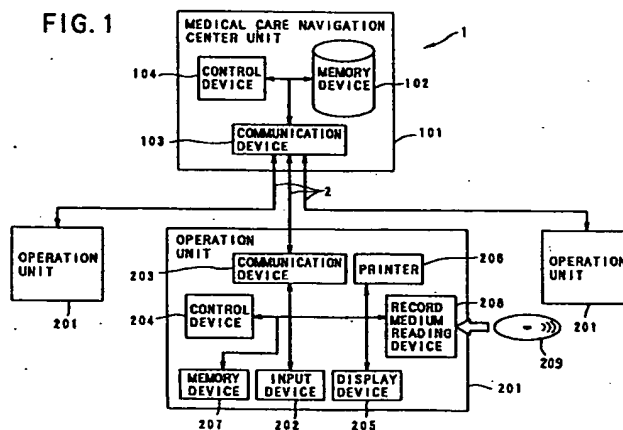 FIG. 1
MEDICAL CARE NAVIGATION
CENTER UNIT
1
104
CONTROL
DEVICE
MEMORY
DEVICE
102
103
COMMUNICATION
DEVICE
101
2
OPERATION
UNIT
201
OPERATION
UNIT
203
COMMUNICATION
DEVICE
PRINTER
206
204
CONTROL
DEVICE
RECORD
MEDIUM
READING
DEVICE
208
209
MEMORY
DEVICE
207
INPUT
DEVICE
202
DISPLAY
DEVICE
205
201
OPERATION
UNIT
201